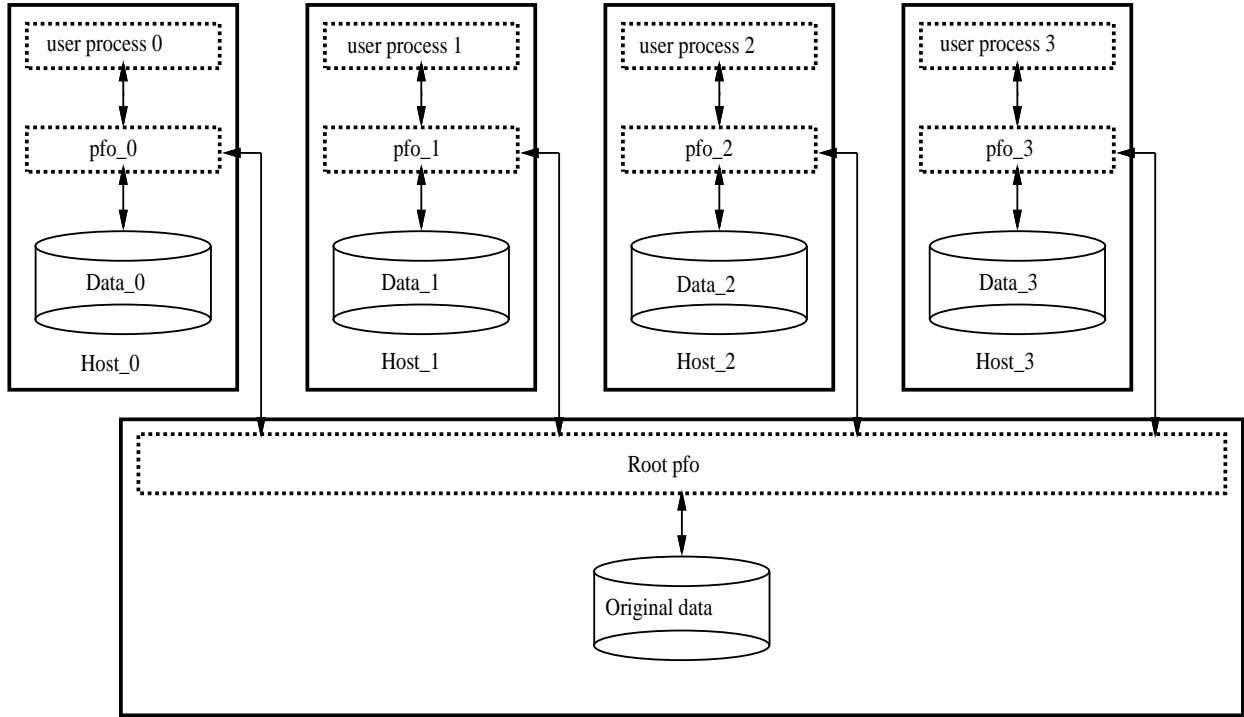 user process 0
user process 1
user process 2
user process 3
pfo_0
pfo_1
pfo_2
pfo_3
Data_0
Data_1
Data_2
Data_3
Host_0
Host_1
Host_2
Host_3
Root pfo
Original data